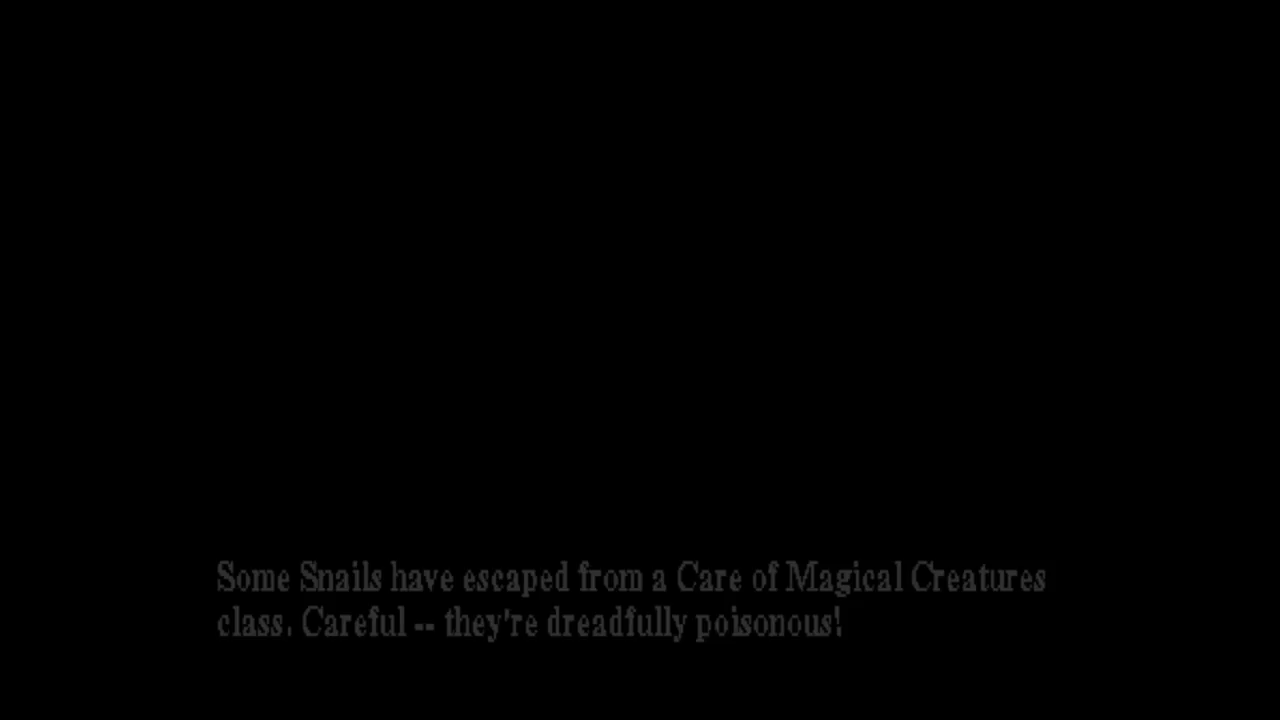 Some Snails have escaped from a Care of Magical Creatures
class. Careful -- they're dreadfully poisonous!